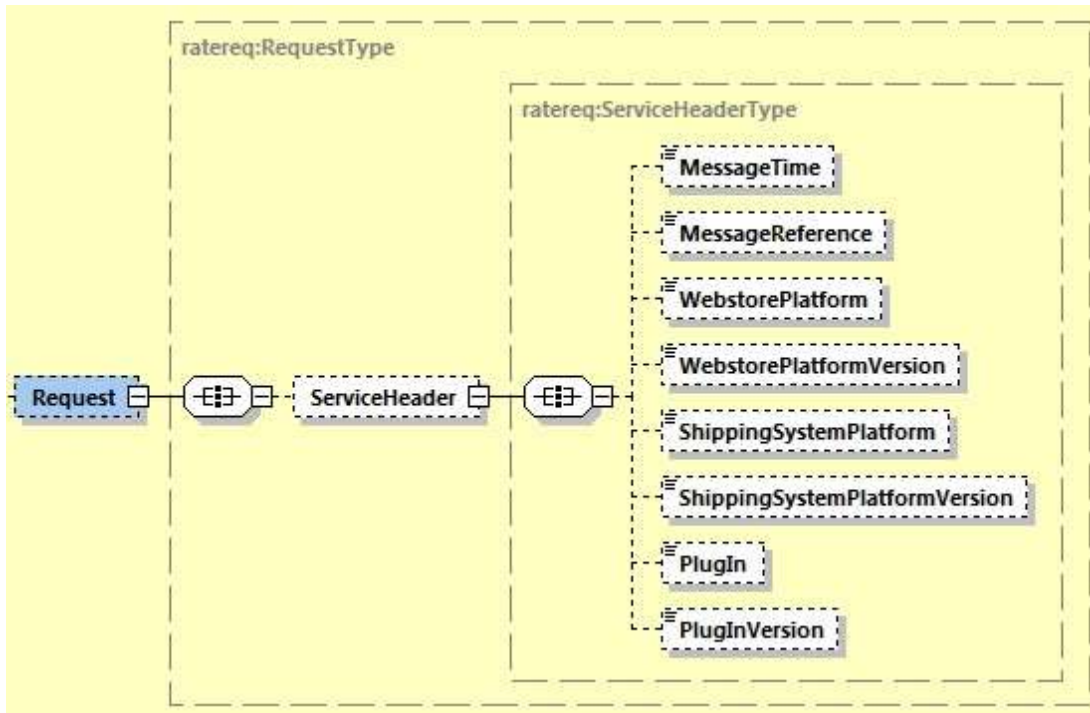 ratereq:RequestType
ratereq:ServiceHeaderType
MessageTime
MessageReference
WebstorePlatform
WebstorePlatformVersion
Request
ServiceHeader
ShippingSystemPlatform
ShippingSystemPlatformVersion
PlugIn
PlugInVersion